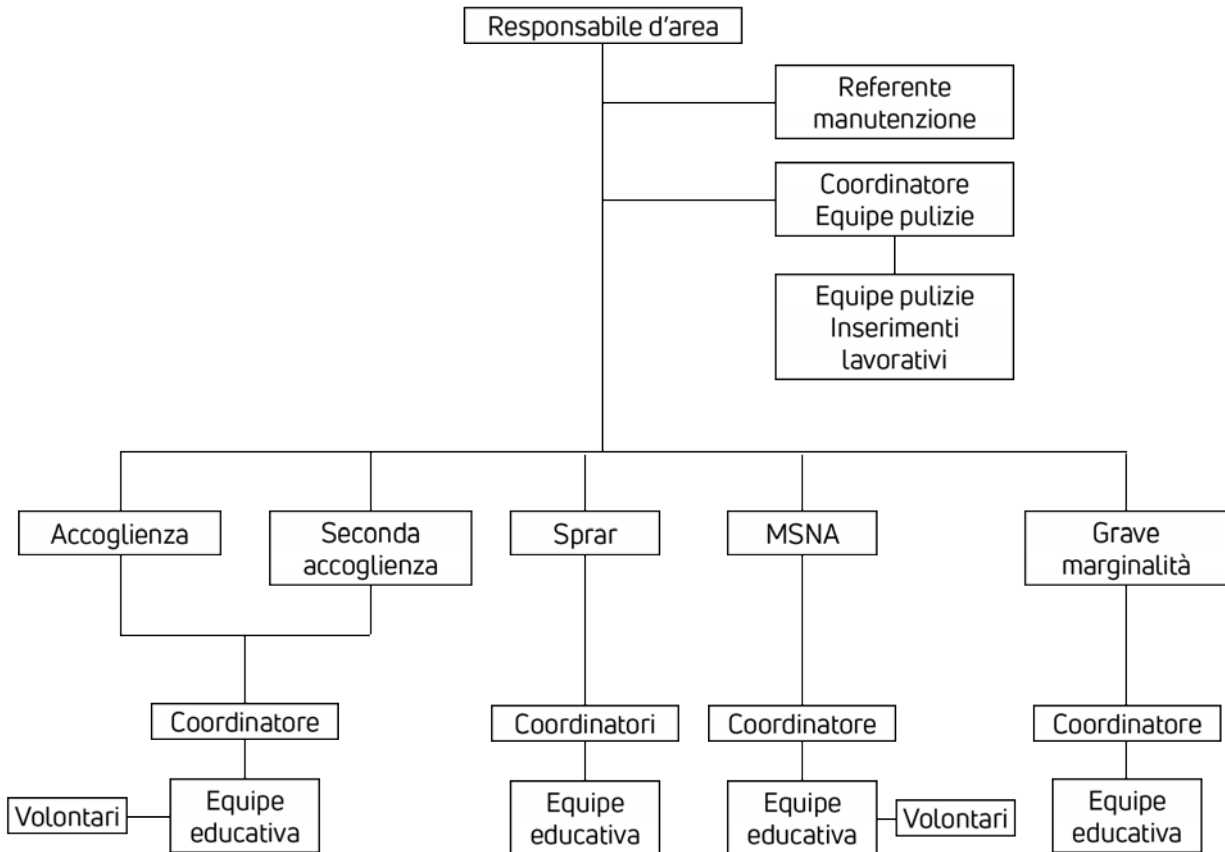 Responsabile d'area
Referente
manutenzione
Coordinatore
Equipe pulizie
Equipe pulizie
Inserimenti
lavorativi
Accoglienza
Seconda
accoglienza
Sprar
MSNA
Grave
marginalità
Coordinatore
Coordinatori
Coordinatore
Coordinatore
Volontari
Equipe
educativa
Equipe
educativa
Equipe
educativa
Volontari
Equipe
educativa